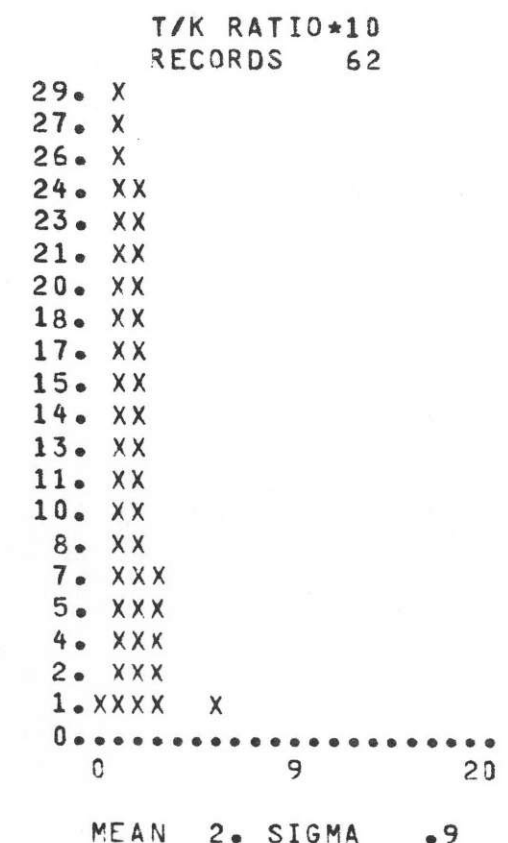 T/K RATIO*10
RECORDS 62
29. X
27. X
26. X
24. XX
23. XX
21. XX
20. XX
18. XX
17. XX
15. XX
14. XX
13. XX
11. XX
10. XX
8. XX
7. XXX
5. XXX
4. XXX
2. XXX
1.XXXX X
0......................
0 9 20
MEAN 2. SIGMA .9